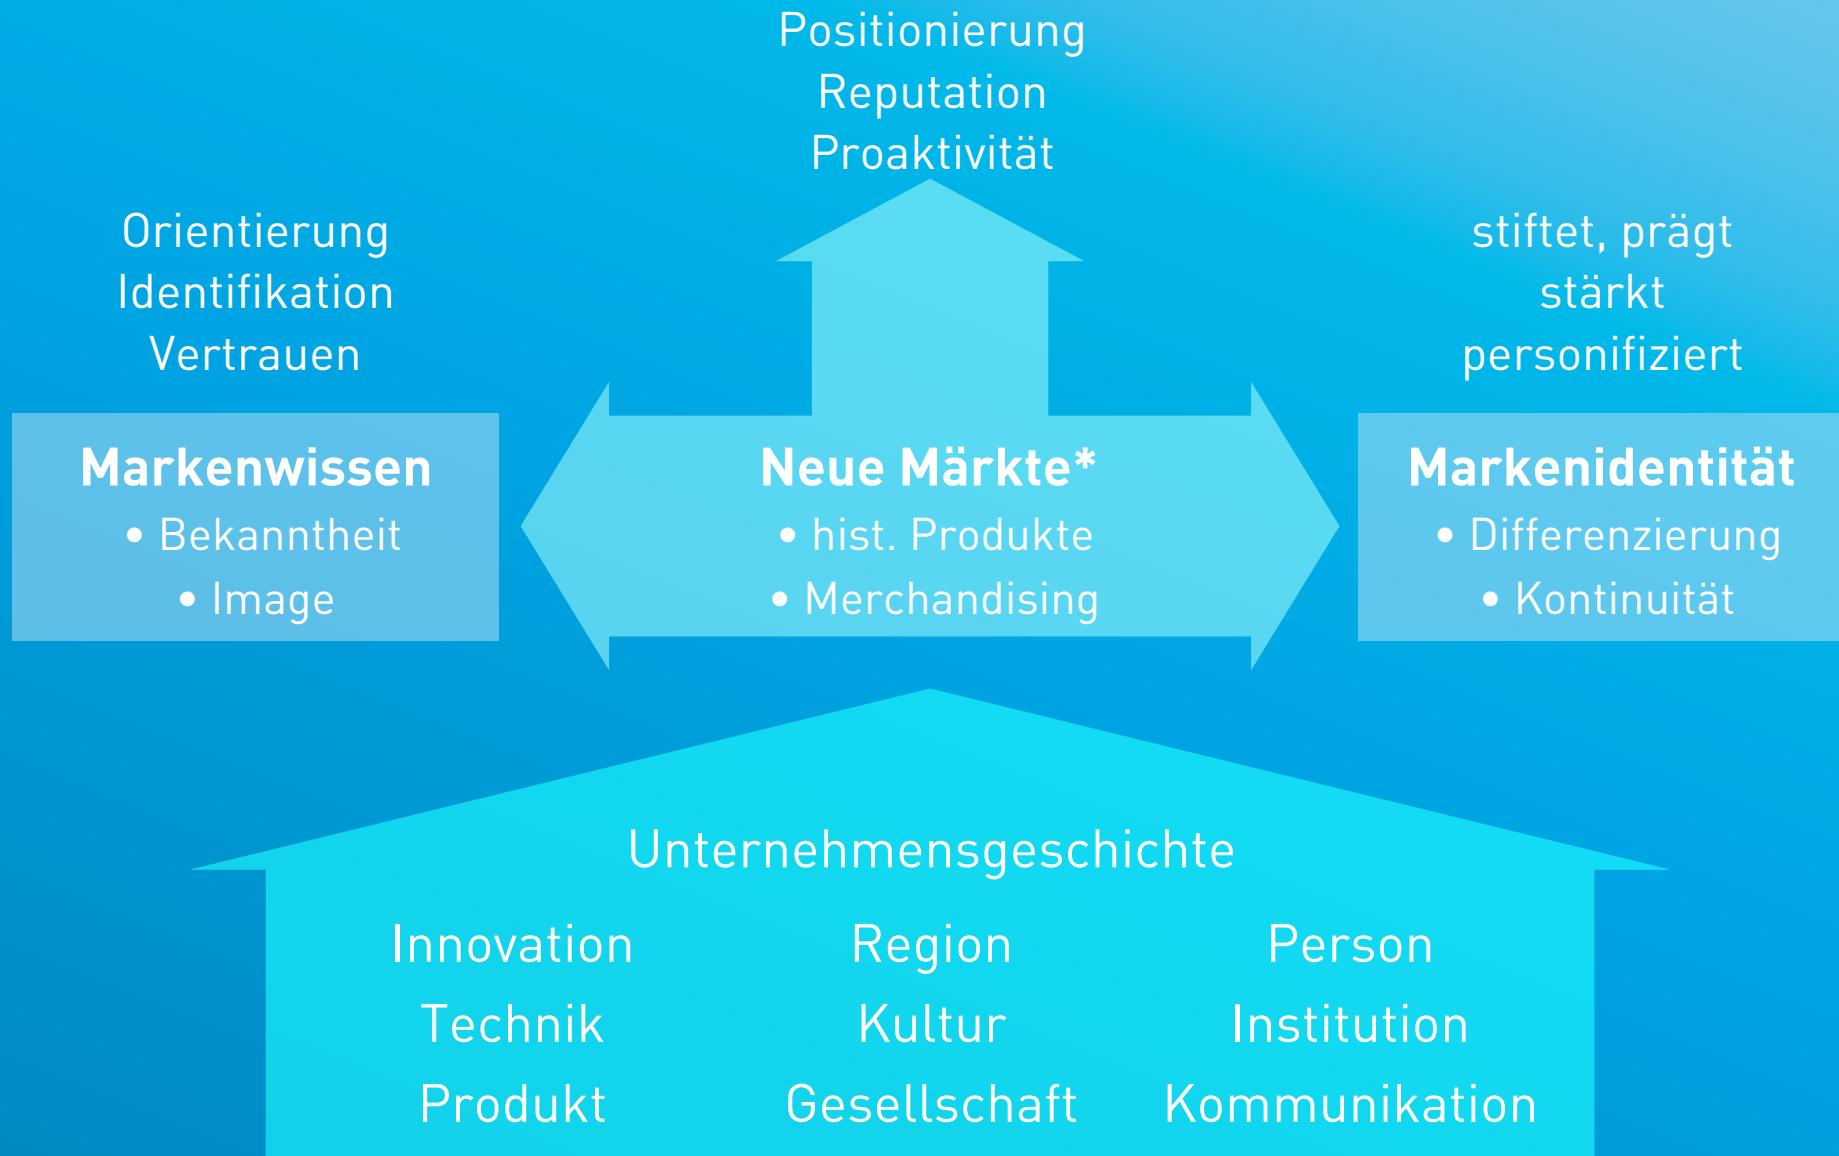 Positionierung
Reputation
Proaktivität
Orientierung
Identifikation
Vertrauen
stiftet, prägt
stärkt
personifiziert
Markenwissen
• Bekanntheit
• Image
Neue Märkte*
• hist. Produkte
• Merchandising
Markenidentität
• Differenzierung
• Kontinuität
Unternehmensgeschichte
Innovation
Technik
Produkt
Region
Kultur
Gesellschaft
Person
Institution
Kommunikation